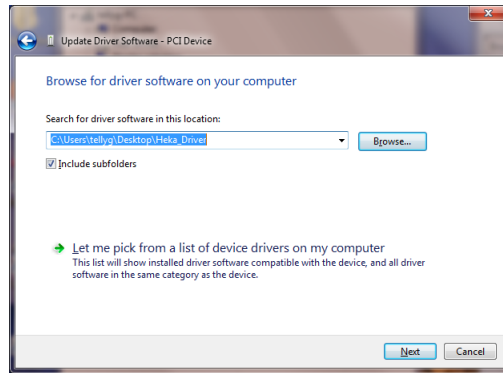 Update Driver Software - PCI Device
Browse for driver software on your computer
Search for driver software in this location:
C:\Users\tellyg\Desktop\Heka_Driver
Browse...
Include subfolders
Let me pick from a list of device drivers on my computer
This list will show installed driver software compatible with the device, and all driver
software in the same category as the device.
Next Cancel